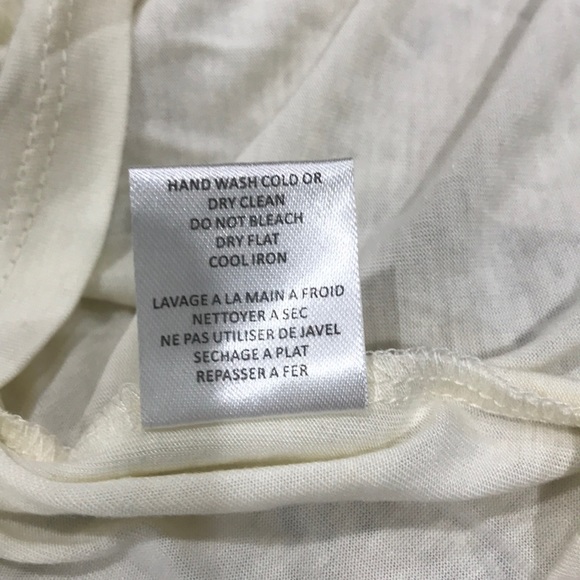 HAND WASH COLD OR
DRY CLEAN
DO NOT BLEACH
DRY FLAT
COOL IRON
LAVAGE A LA MAIN A FROID
NETTOYER A SEC
NE PAS UTILISER DE JAVEL
SECHAGE A PLAT
REPASSER A FER